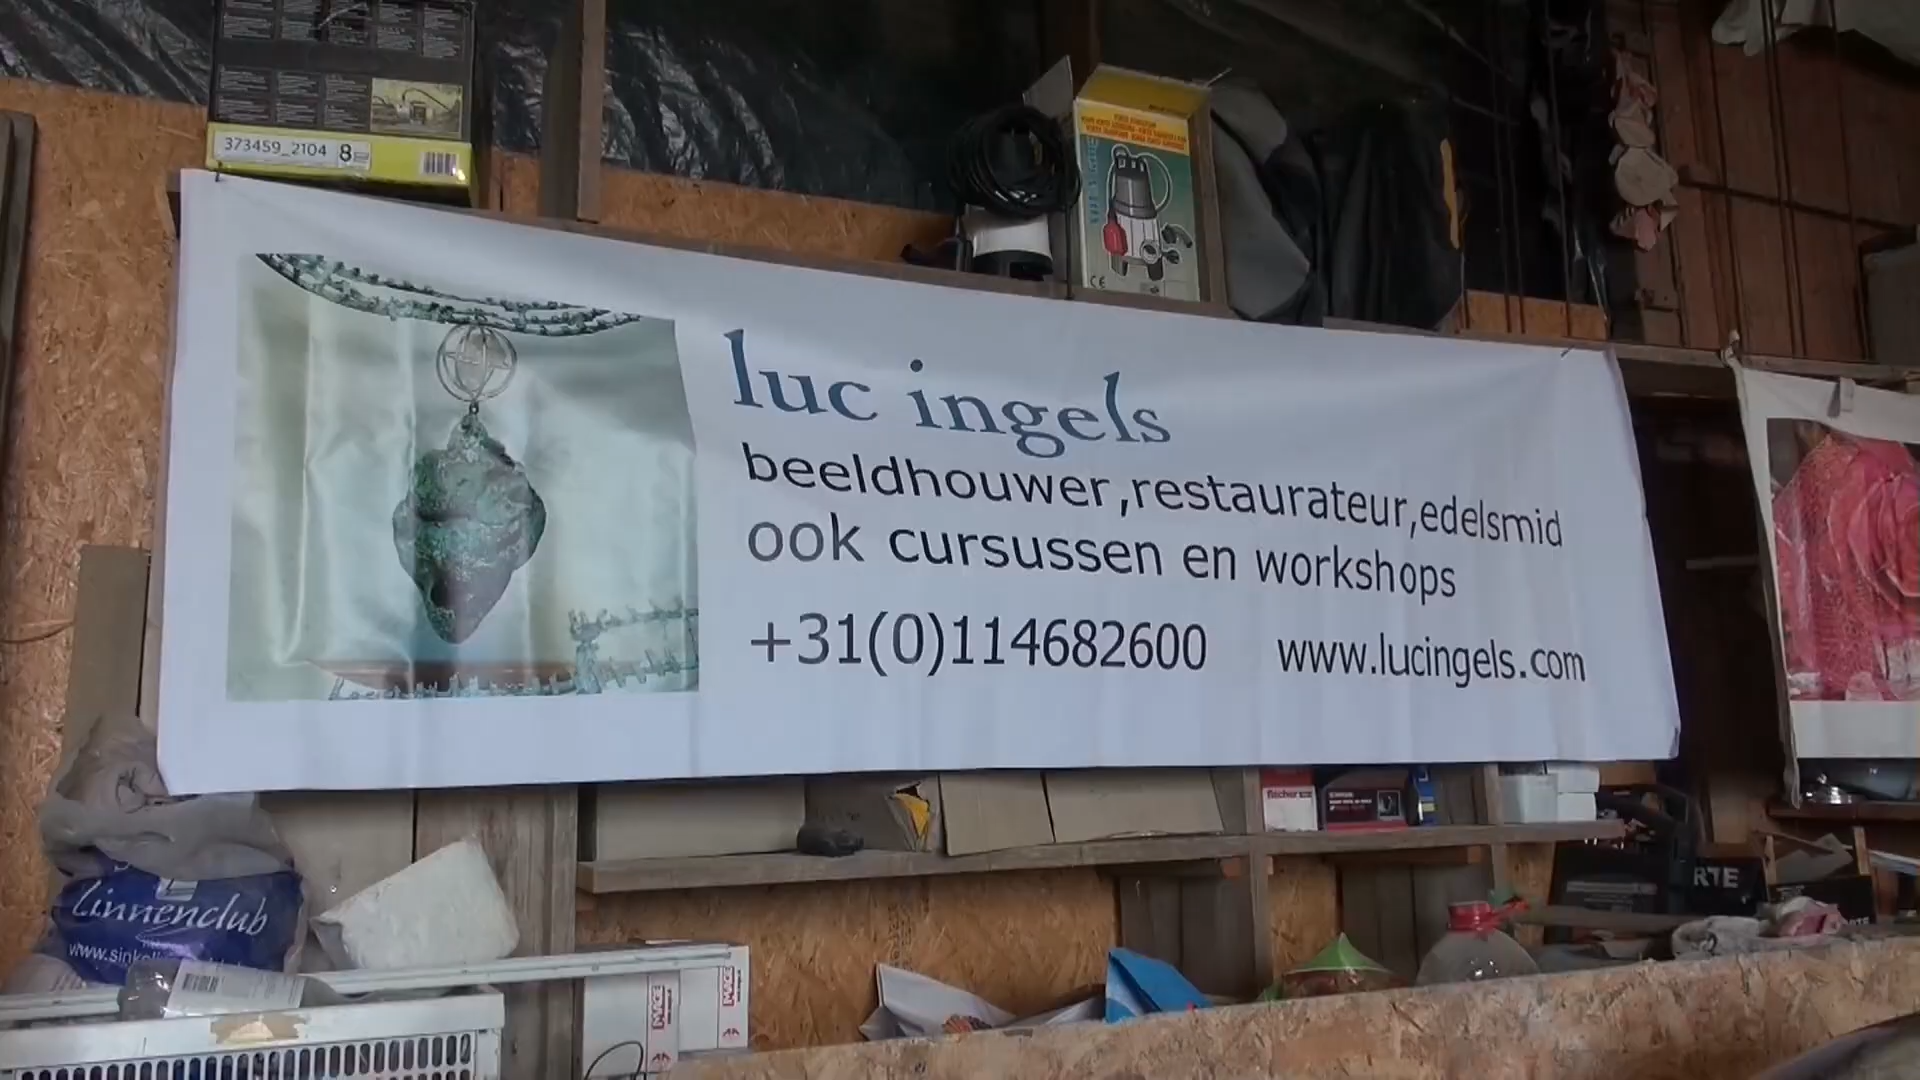 373459_2104 8
luc ingels
beeldhouwer,restaurateur,edelsmid
ook cursussen en workshops
+31(0)114682600 www.lucingels.com
fischer
RTE
Linnenclub